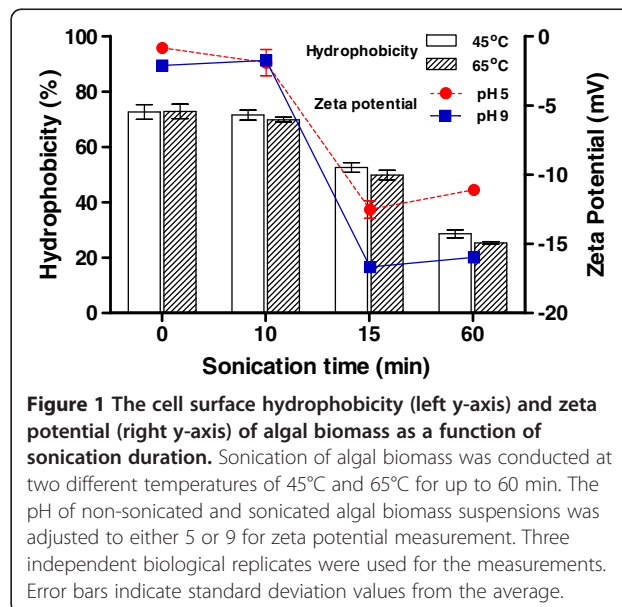 100
80
60
40
20
0
Hydrophobicity (%)
Hydrophobicity
45°C
65°C
Zeta potential
pH 5
pH 9
0
-5
-10
-15
-20
Zeta Potential (mV)
0 10 15 60
Sonication time (min)
Figure 1 The cell surface hydrophobicity (left y-axis) and zeta
potential (right y-axis) of algal biomass as a function of
sonication duration. Sonication of algal biomass was conducted at
two different temperatures of 45°C and 65°C for up to 60 min. The
pH of non-sonicated and sonicated algal biomass suspensions was
adjusted to either 5 or 9 for zeta potential measurement. Three
independent biological replicates were used for the measurements.
Error bars indicate standard deviation values from the average.